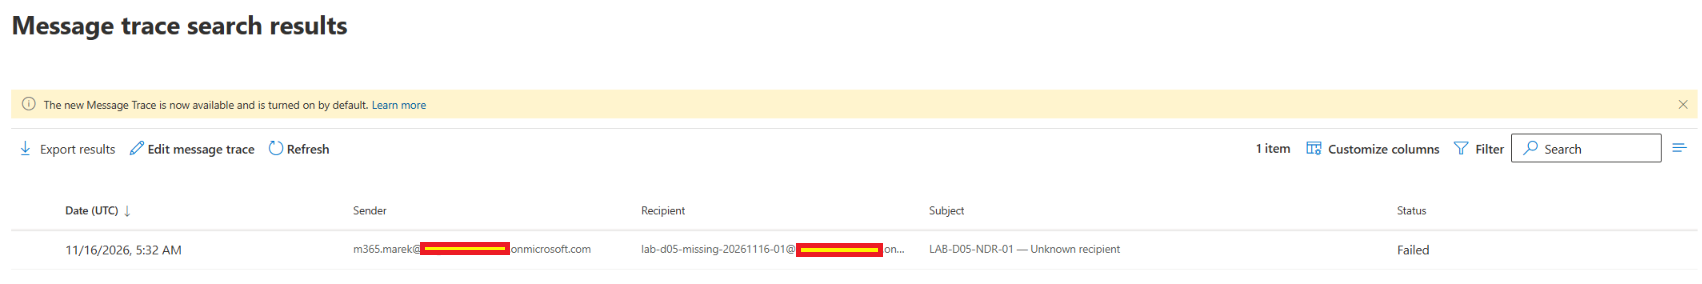 Message trace search results
The new Message Trace is now available and is turned on by default. Learn more
Export results Edit message trace Refresh 1 item Customize columns Filter Search
Date (UTC) ↓ Sender Recipient Subject Status
11/16/2026, 5:32 AM m365.marek@ onmicrosoft.com lab-d05-missing-20261116-01@ on... LAB-D05-NDR-01 — Unknown recipient Failed